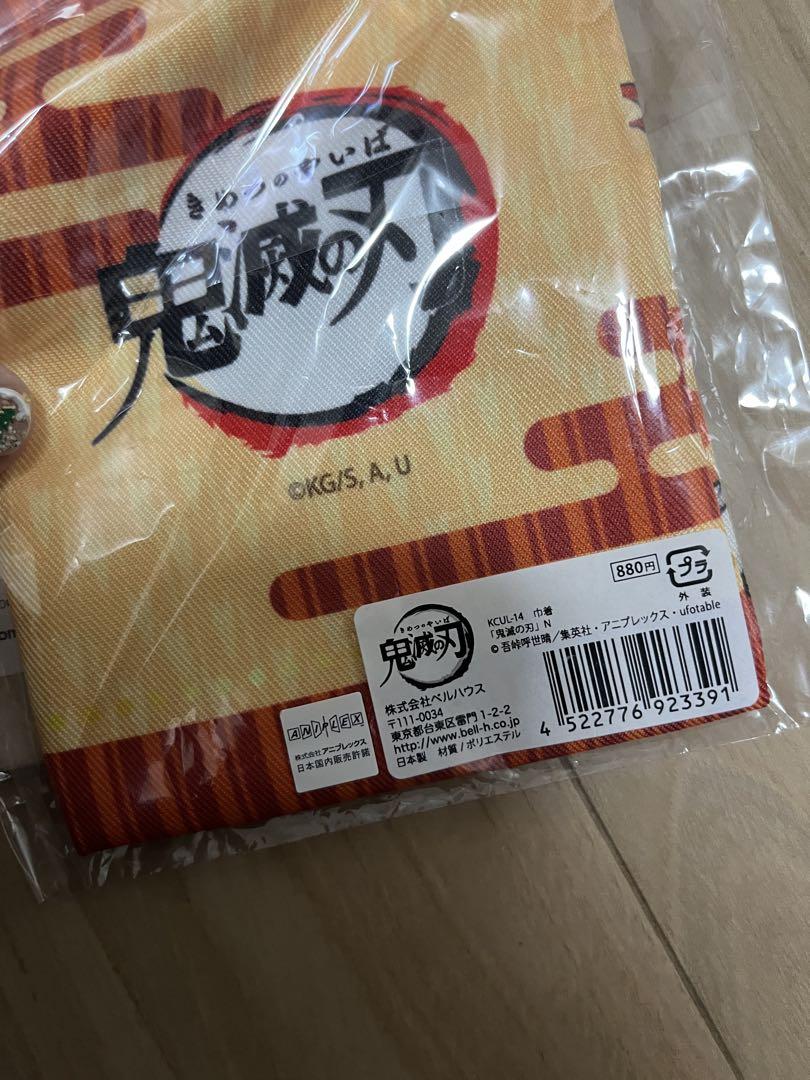 きめつのやいば
鬼滅の刃
©KG/S, A, U
880円
プラ
外装
きめつのやいば
鬼滅の刃
KCUL-14 巾着
「鬼滅の刃」N
©吾峠呼世晴/集英社・アニプレックス・ufotable
株式会社ベルハウス
〒111-0034
東京都台東区雷門 1-2-2
http://www.bell-h.co.jp
日本製 材質/ポリエステル
4 522776 923391
ANIPLEX
株式会社アニプレックス
日本国内販売許諾